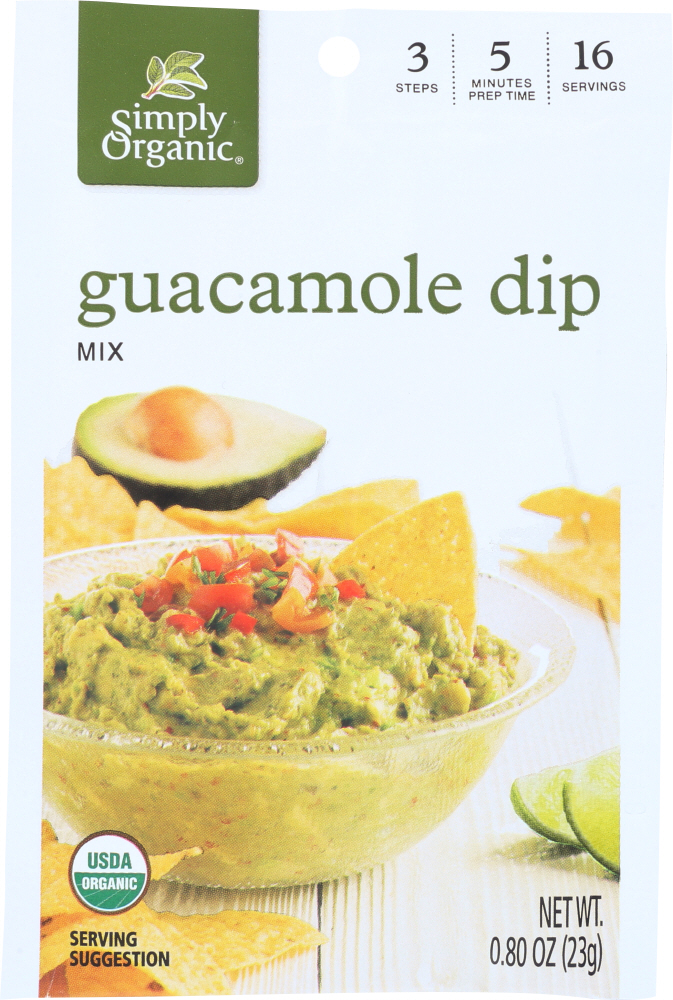 Simply
Organic®
3
STEPS
5
MINUTES
PREP TIME
16
SERVINGS
guacamole dip
MIX
USDA
ORGANIC
SERVING
SUGGESTION
NET WT.
0.80 OZ (23g)